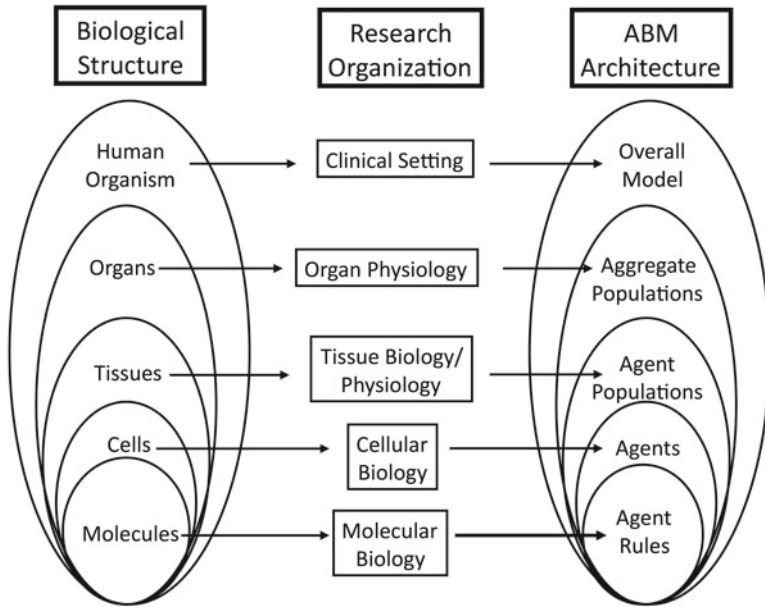 Biological
Structure
Research
Organization
ABM
Architecture
Human
Organism
Clinical Setting
Overall
Model
Organs
Organ Physiology
Aggregate
Populations
Tissues
Tissue Biology/
Physiology
Agent
Populations
Cells
Cellular
Biology
Agents
Molecules
Molecular
Biology
Agent
Rules